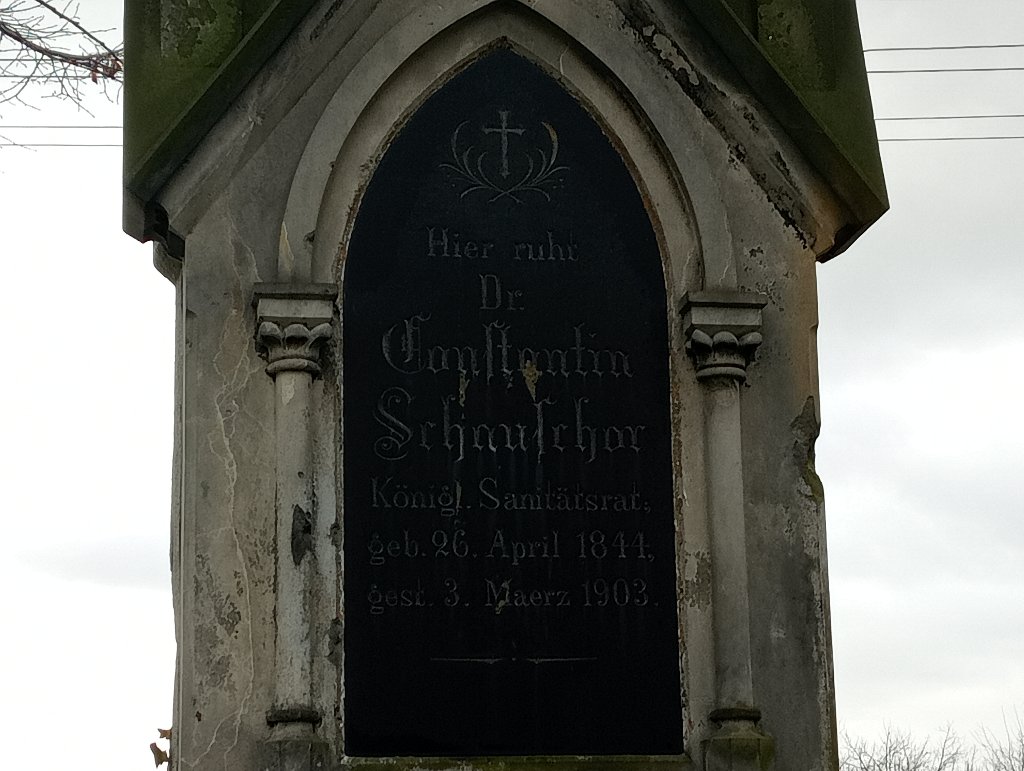 Hier ruht
Dr.
Constantin
Schauſchor
Königl. Sanitätsrat,
geb. 26. April 1844,
gest. 3. Maerz 1903.